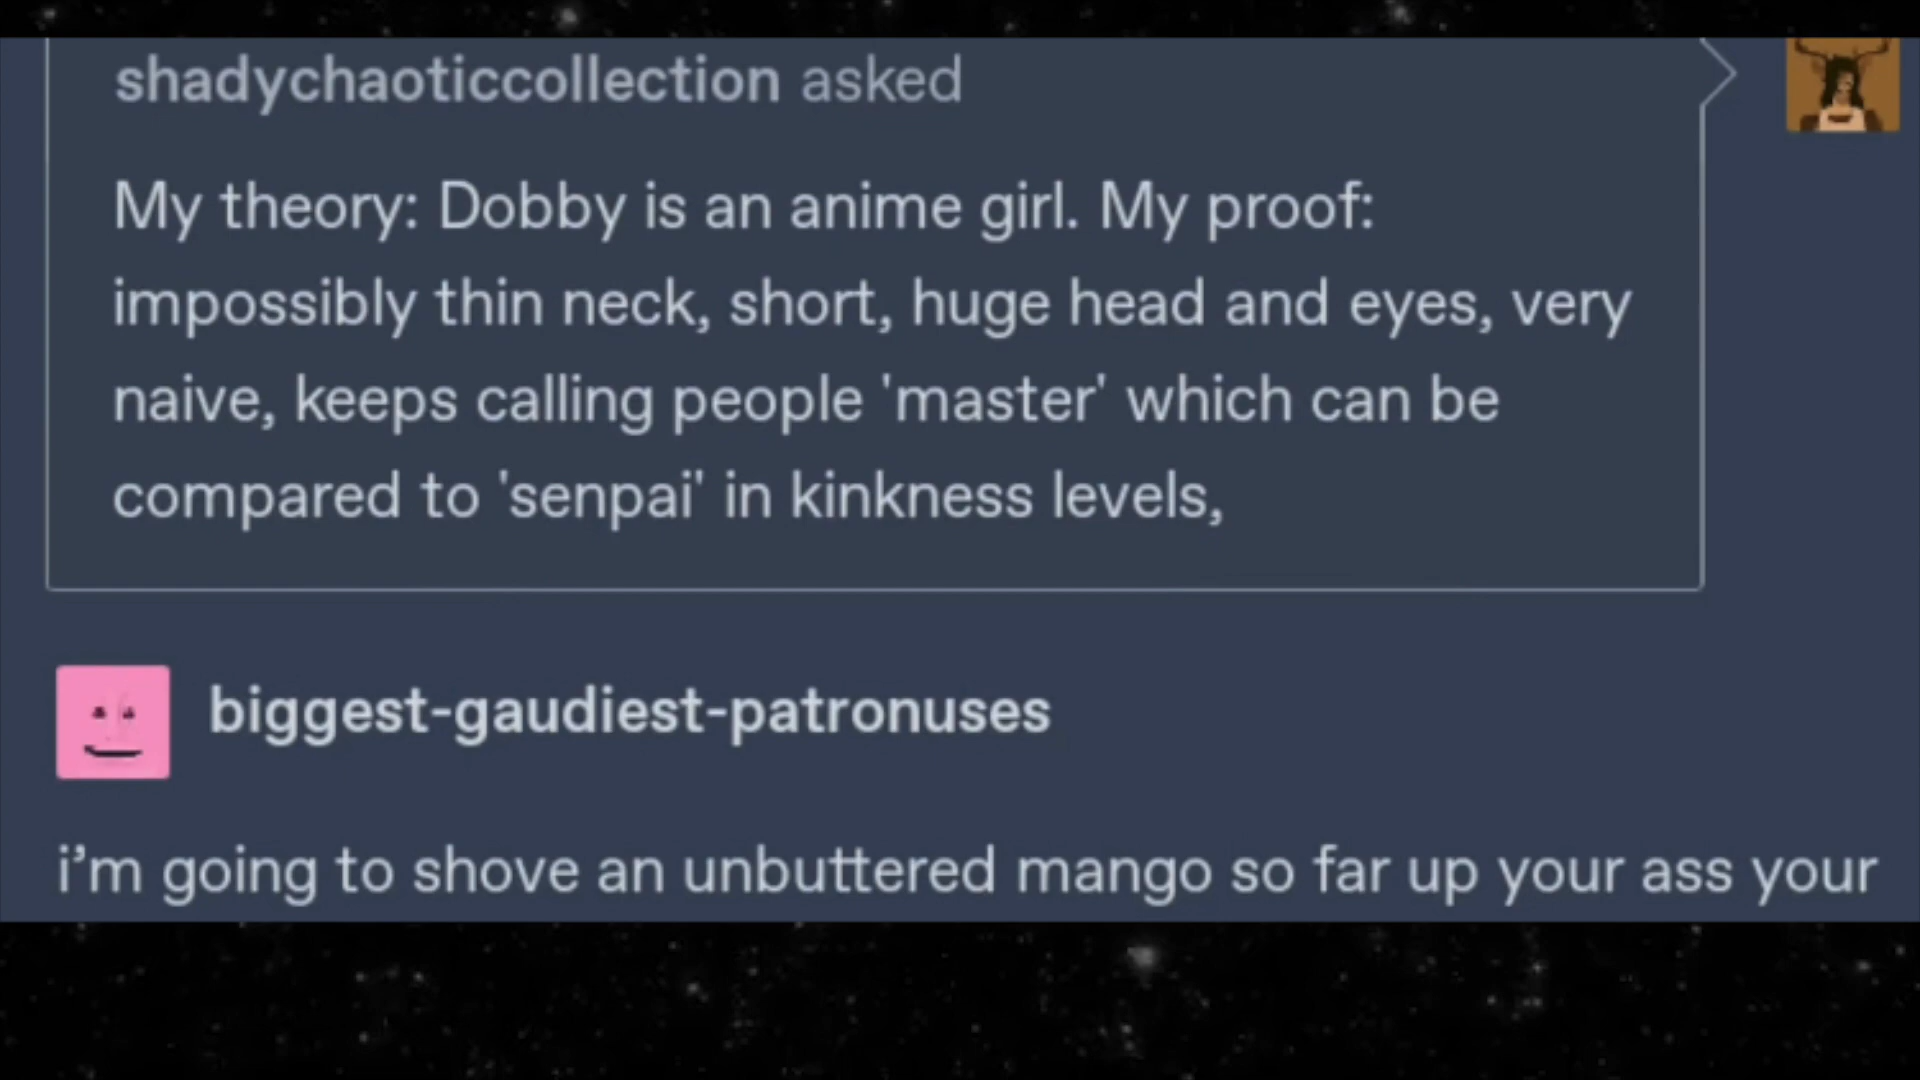 shadychaoticcollection asked
My theory: Dobby is an anime girl. My proof:
impossibly thin neck, short, huge head and eyes, very
naive, keeps calling people 'master' which can be
compared to 'senpai' in kinkness levels,
biggest-gaudiest-patronuses
i’m going to shove an unbuttered mango so far up your ass your